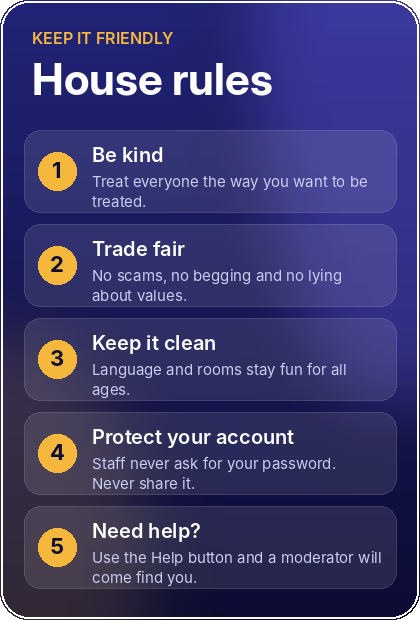 KEEP IT FRIENDLY
House rules
1
Be kind
Treat everyone the way you want to be
treated.
2
Trade fair
No scams, no begging and no lying
about values.
3
Keep it clean
Language and rooms stay fun for all
ages.
4
Protect your account
Staff never ask for your password.
Never share it.
5
Need help?
Use the Help button and a moderator will
come find you.